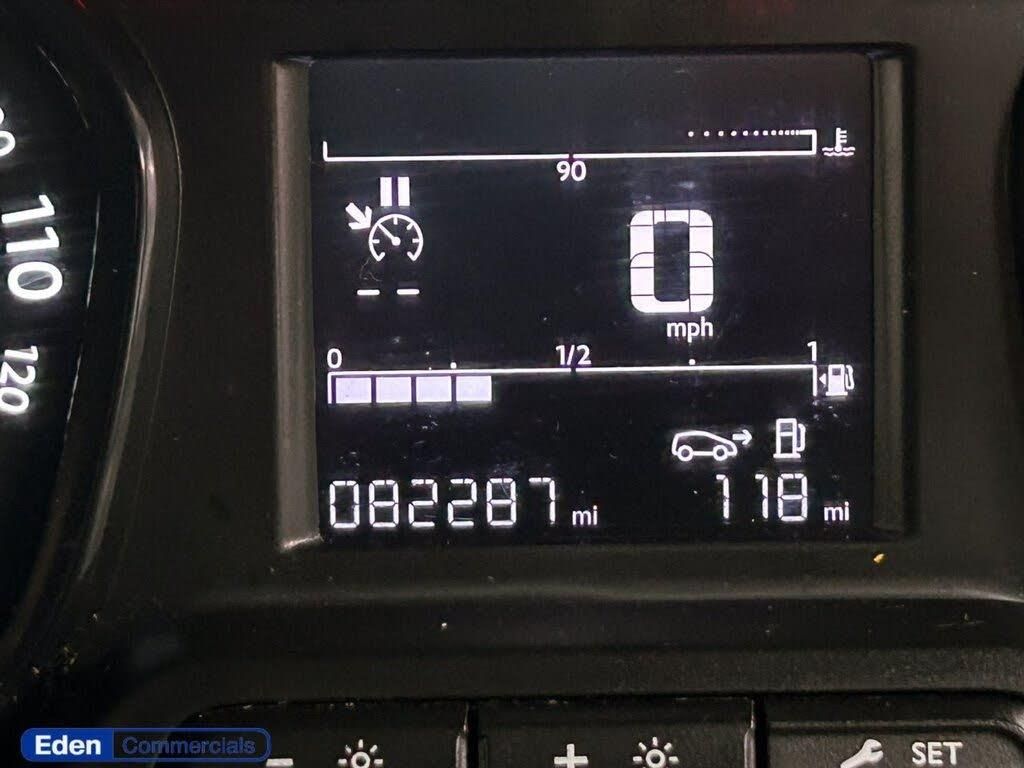 110
120
90
0
mph
0 1/2 1
082287 mi 118 mi
SET
Eden Commercials